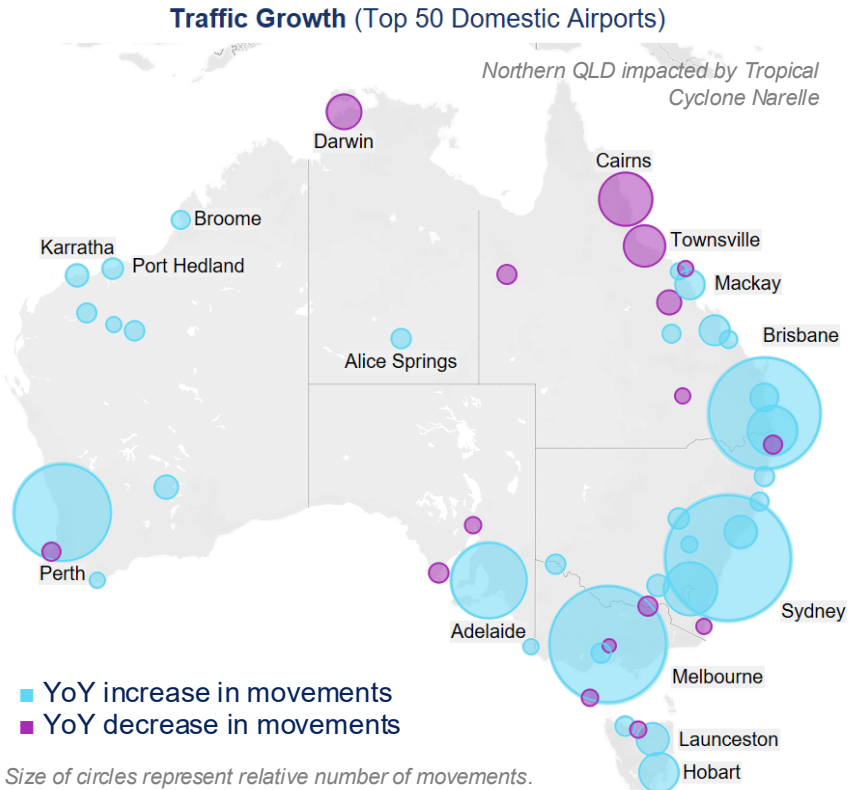 Traffic Growth (Top 50 Domestic Airports)
Northern QLD impacted by Tropical
Cyclone Narelle
Darwin
Cairns
Broome
Townsville
Karratha
Port Hedland
Mackay
Brisbane
Alice Springs
Perth
Adelaide
Sydney
Melbourne
YoY increase in movements
YoY decrease in movements
Launceston
Hobart
Size of circles represent relative number of movements.